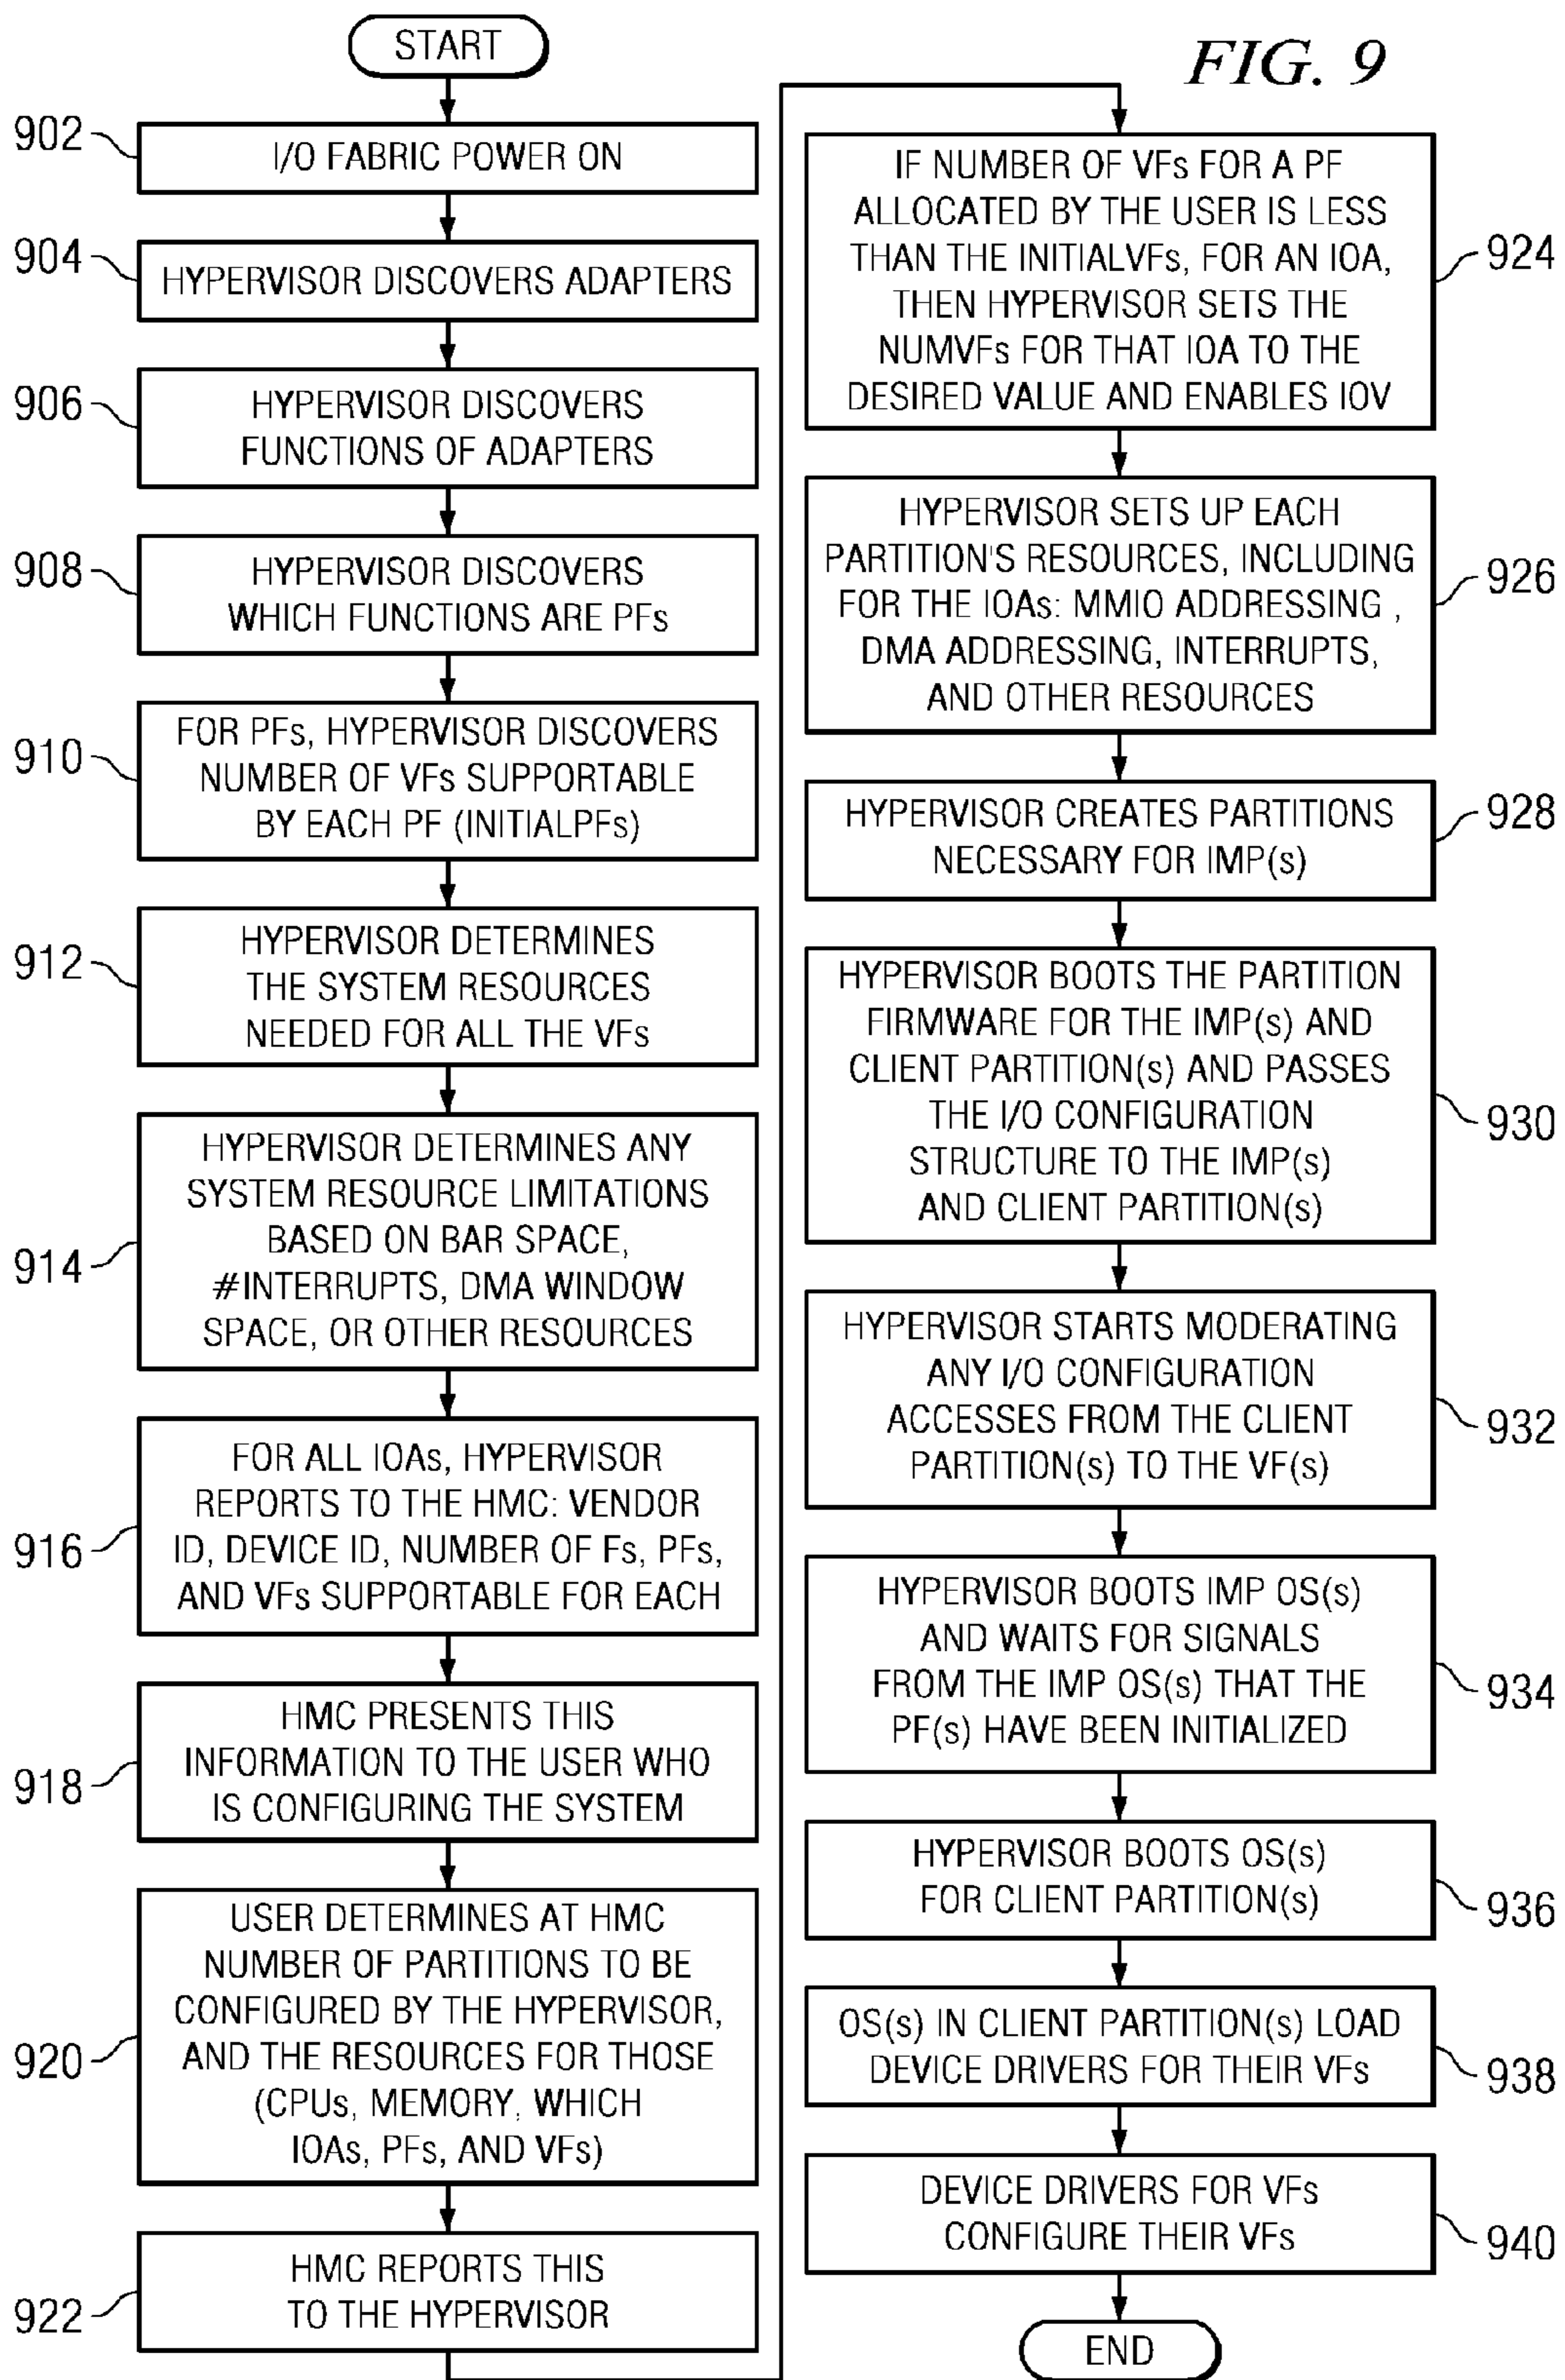 FIG. 9
START
902
I/O FABRIC POWER ON
904
HYPERVISOR DISCOVERS ADAPTERS
906
HYPERVISOR DISCOVERS
FUNCTIONS OF ADAPTERS
908
HYPERVISOR DISCOVERS
WHICH FUNCTIONS ARE PFs
910
FOR PFs, HYPERVISOR DISCOVERS
NUMBER OF VFs SUPPORTABLE
BY EACH PF (INITIALPFs)
912
HYPERVISOR DETERMINES
THE SYSTEM RESOURCES
NEEDED FOR ALL THE VFs
914
HYPERVISOR DETERMINES ANY
SYSTEM RESOURCE LIMITATIONS
BASED ON BAR SPACE,
#INTERRUPTS, DMA WINDOW
SPACE, OR OTHER RESOURCES
916
FOR ALL IOAs, HYPERVISOR
REPORTS TO THE HMC: VENDOR
ID, DEVICE ID, NUMBER OF Fs, PFs,
AND VFs SUPPORTABLE FOR EACH
918
HMC PRESENTS THIS
INFORMATION TO THE USER WHO
IS CONFIGURING THE SYSTEM
920
USER DETERMINES AT HMC
NUMBER OF PARTITIONS TO BE
CONFIGURED BY THE HYPERVISOR,
AND THE RESOURCES FOR THOSE
(CPUs, MEMORY, WHICH
IOAs, PFs, AND VFs)
922
HMC REPORTS THIS
TO THE HYPERVISOR
IF NUMBER OF VFs FOR A PF
ALLOCATED BY THE USER IS LESS
THAN THE INITIALVFs, FOR AN IOA,
THEN HYPERVISOR SETS THE
NUMVFs FOR THAT IOA TO THE
DESIRED VALUE AND ENABLES IOV
924
HYPERVISOR SETS UP EACH
PARTITION'S RESOURCES, INCLUDING
FOR THE IOAs: MMIO ADDRESSING ,
DMA ADDRESSING, INTERRUPTS,
AND OTHER RESOURCES
926
HYPERVISOR CREATES PARTITIONS
NECESSARY FOR IMP(s)
928
HYPERVISOR BOOTS THE PARTITION
FIRMWARE FOR THE IMP(s) AND
CLIENT PARTITION(s) AND PASSES
THE I/O CONFIGURATION
STRUCTURE TO THE IMP(s)
AND CLIENT PARTITION(s)
930
HYPERVISOR STARTS MODERATING
ANY I/O CONFIGURATION
ACCESSES FROM THE CLIENT
PARTITION(s) TO THE VF(s)
932
HYPERVISOR BOOTS IMP OS(s)
AND WAITS FOR SIGNALS
FROM THE IMP OS(s) THAT THE
PF(s) HAVE BEEN INITIALIZED
934
HYPERVISOR BOOTS OS(s)
FOR CLIENT PARTITION(s)
936
OS(s) IN CLIENT PARTITION(s) LOAD
DEVICE DRIVERS FOR THEIR VFs
938
DEVICE DRIVERS FOR VFs
CONFIGURE THEIR VFs
940
END